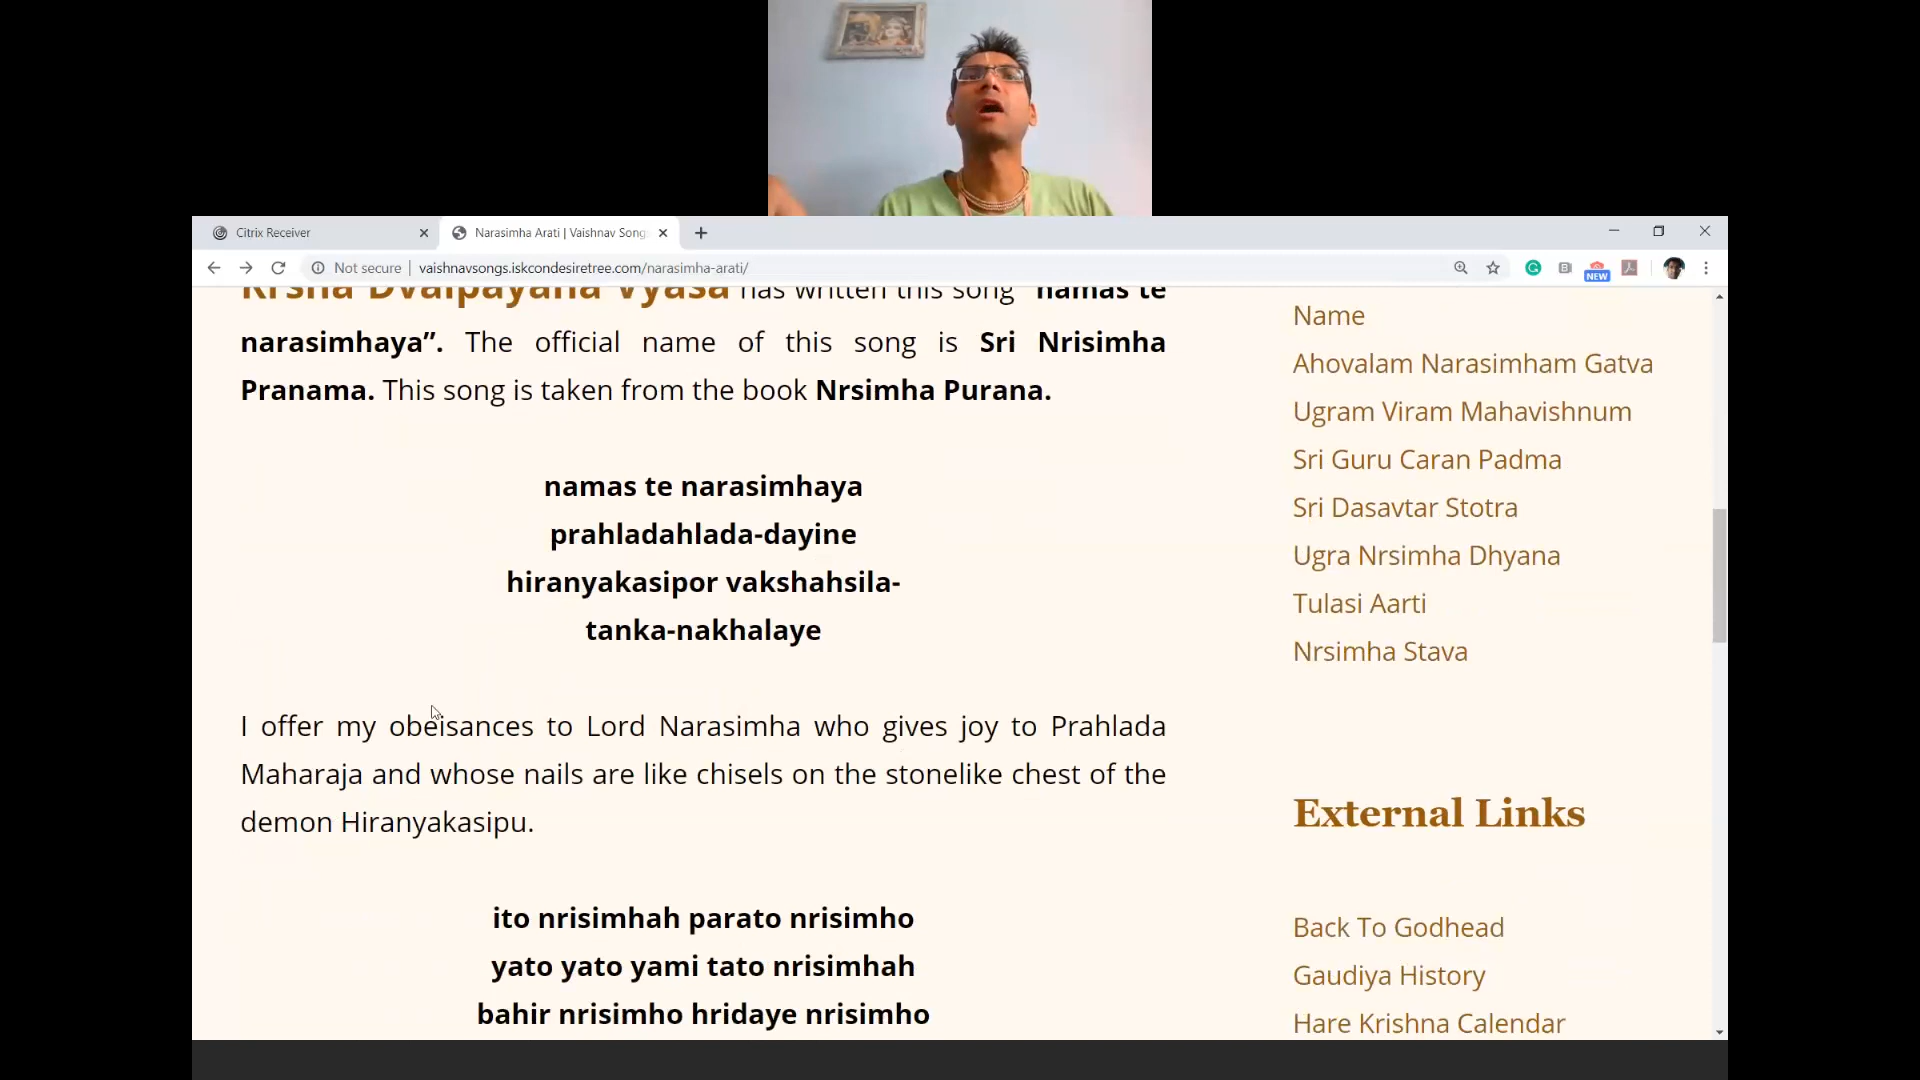 Citrix Receiver
Narasimha Arati | Vaishnav Song
Not secure | vaishnavsongs.iskcondesiretree.com/narasimha-arati/
NEW
Krsna Dvaipayana Vyasa has written this song "namas te
narasimhaya”. The official name of this song is Sri Nrisimha
Pranama. This song is taken from the book Nrsimha Purana.
namas te narasimhaya
prahladahlada-dayine
hiranyakasipor vakshahsila-
tanka-nakhalaye
I offer my obeisances to Lord Narasimha who gives joy to Prahlada
Maharaja and whose nails are like chisels on the stonelike chest of the
demon Hiranyakasipu.
ito nrisimhah parato nrisimho
yato yato yami tato nrisimhah
bahir nrisimho hridaye nrisimho
Name
Ahovalam Narasimham Gatva
Ugram Viram Mahavishnum
Sri Guru Caran Padma
Sri Dasavtar Stotra
Ugra Nrsimha Dhyana
Tulasi Aarti
Nrsimha Stava
External Links
Back To Godhead
Gaudiya History
Hare Krishna Calendar